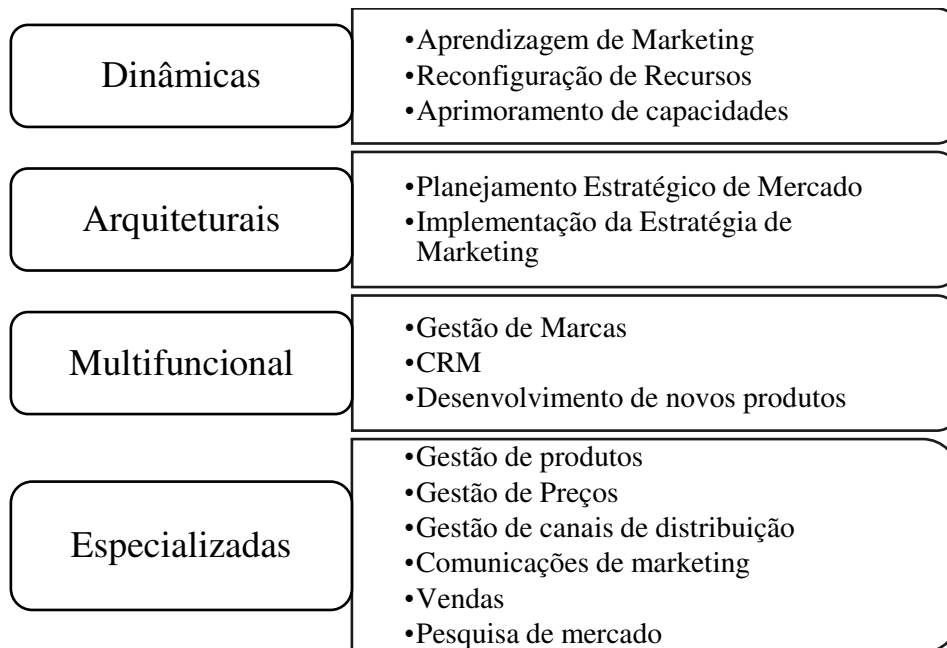 Dinâmicas
•Aprendizagem de Marketing
•Reconfiguração de Recursos
•Aprimoramento de capacidades
Arquiteturais
•Planejamento Estratégico de Mercado
•Implementação da Estratégia de
Marketing
Multifuncional
•Gestão de Marcas
•CRM
•Desenvolvimento de novos produtos
Especializadas
•Gestão de produtos
•Gestão de Preços
•Gestão de canais de distribuição
•Comunicações de marketing
•Vendas
•Pesquisa de mercado